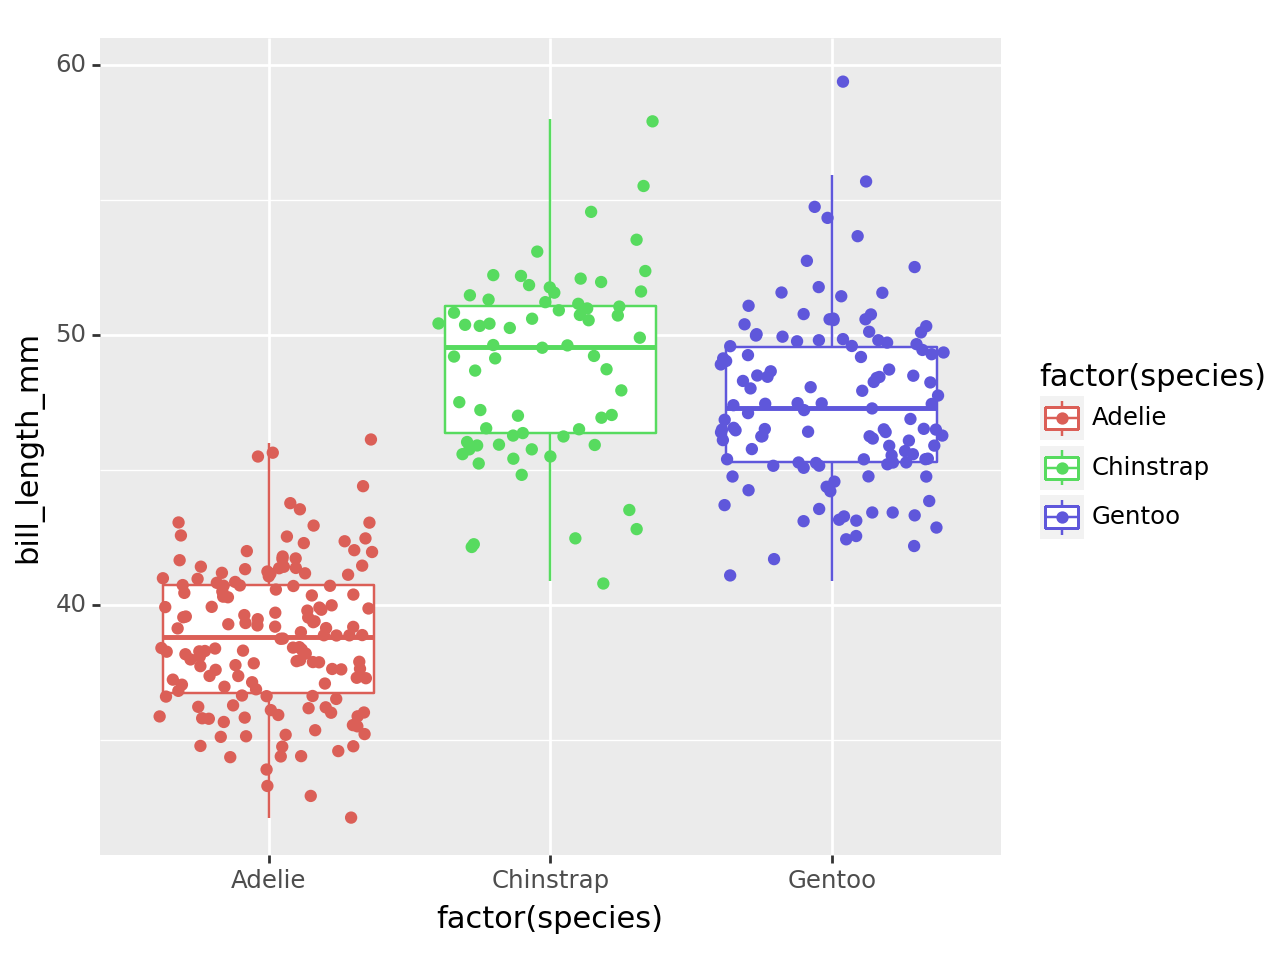 60
50
40
bill_length_mm
Adelie
Chinstrap
Gentoo
factor(species)
factor(species)
Adelie
Chinstrap
Gentoo